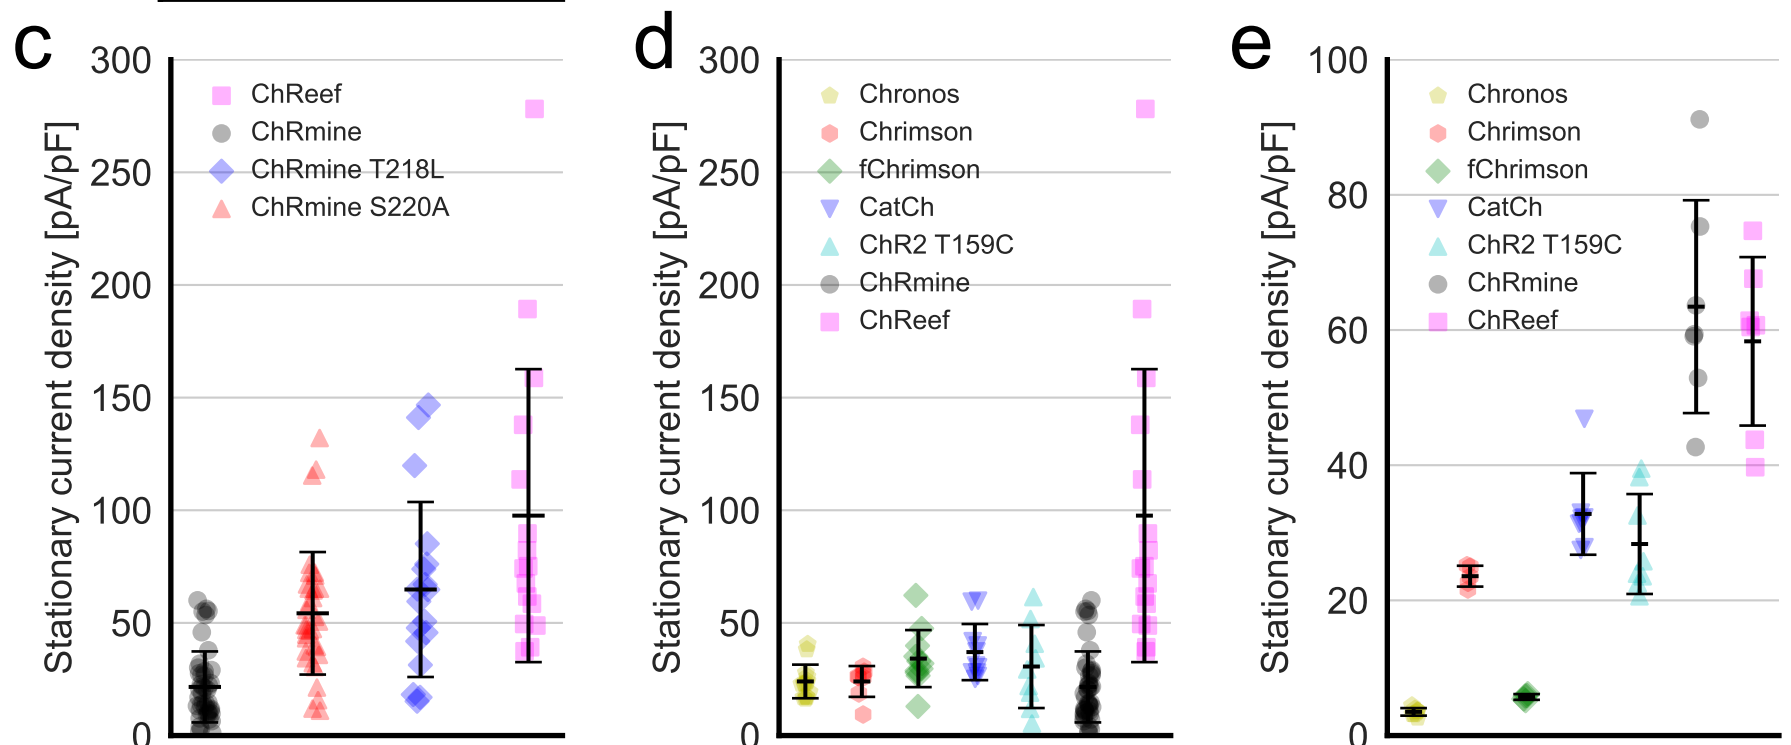 c
Stationary current density [pA/pF]
300
250
200
150
100
50
0
ChReef
ChRmine
ChRmine T218L
ChRmine S220A
d
Stationary current density [pA/pF]
300
250
200
150
100
50
0
Chronos
Chrimson
fChrimson
CatCh
ChR2 T159C
ChRmine
ChReef
e
Stationary current density [pA/pF]
100
80
60
40
20
0
Chronos
Chrimson
fChrimson
CatCh
ChR2 T159C
ChRmine
ChReef